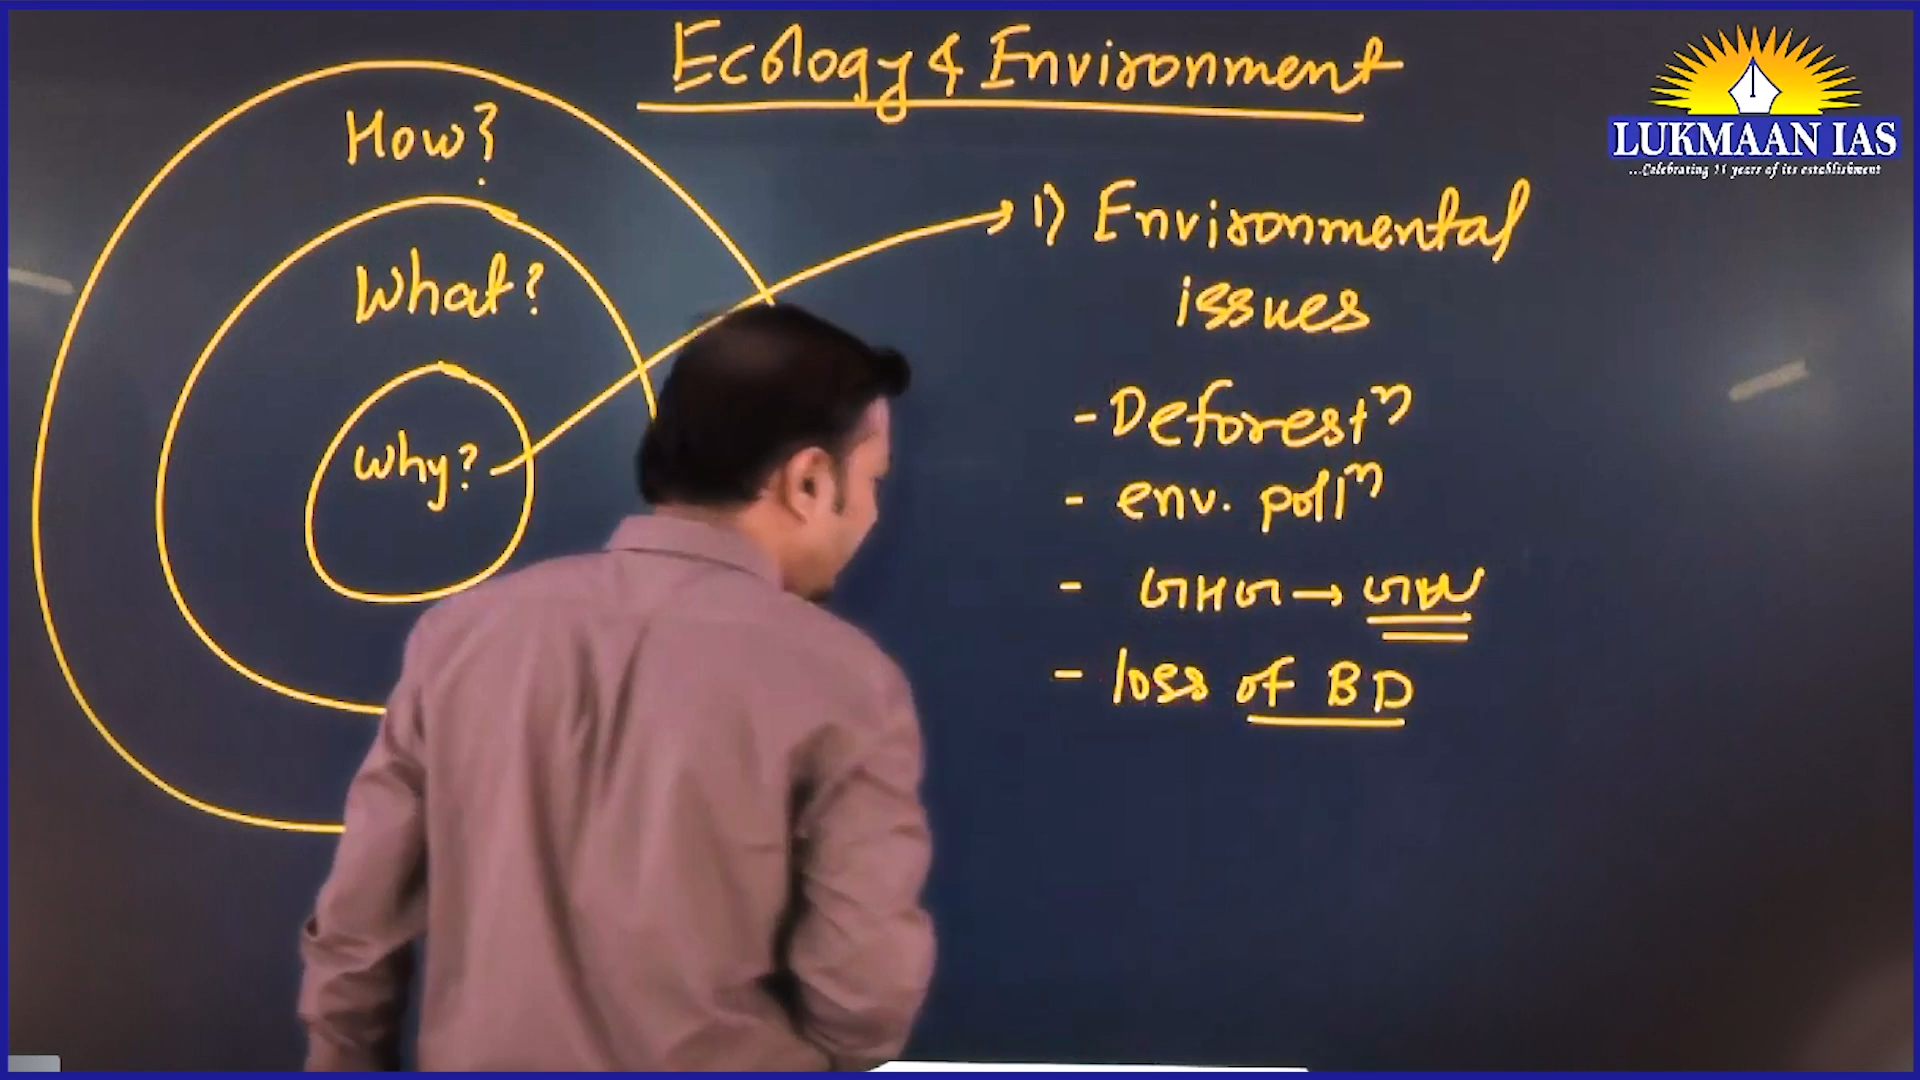 Ecology & Environment
How?
What?
Why?
1) Environmental
issues
- Deforestⁿ
- env. pollⁿ
- GHG → GW
- loss of BD
LUKMAAN IAS
...Celebrating 11 years of its establishment